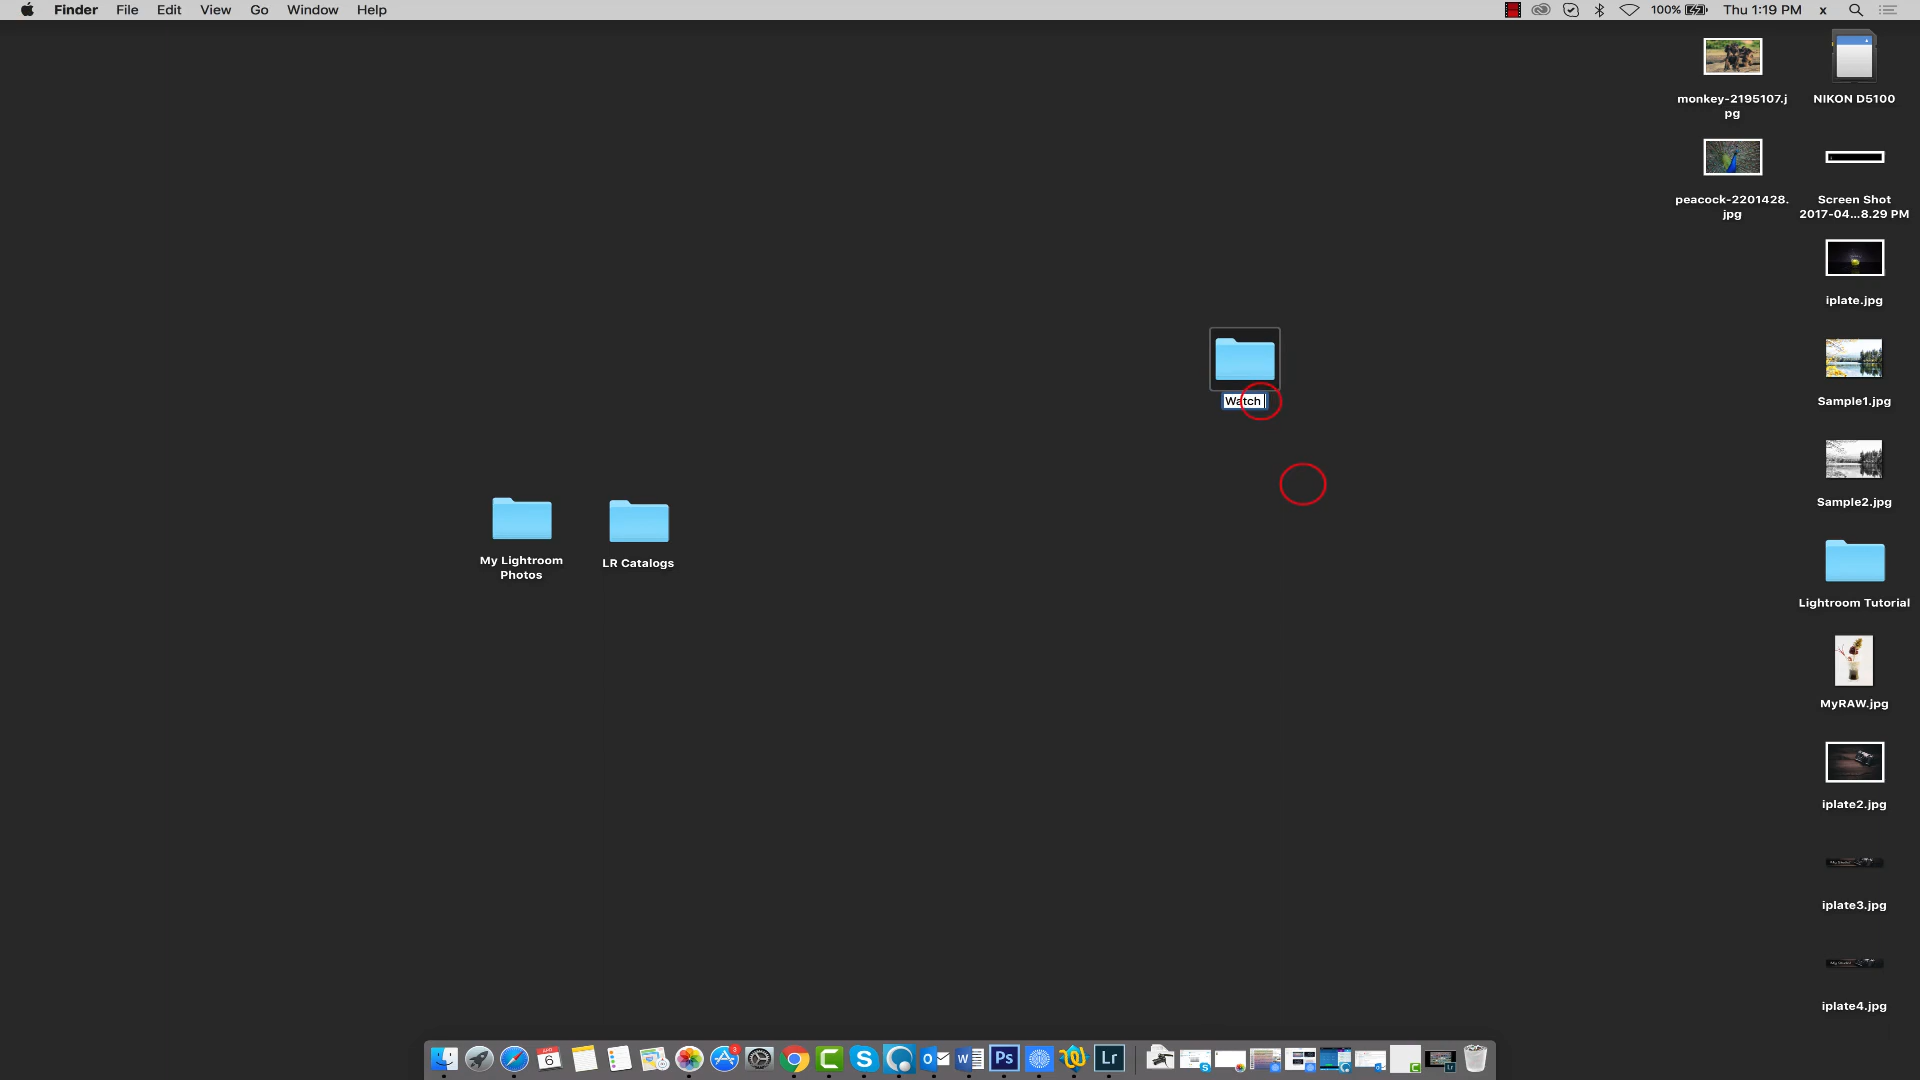 Finder File Edit View Go Window Help
100% Thu 1:19 PM x
monkey-2195107.j
pg
NIKON D5100
peacock-2201428.
jpg
Screen Shot
2017-04...8.29 PM
iplate.jpg
Watch
Sample1.jpg
Sample2.jpg
My Lightroom
Photos
LR Catalogs
Lightroom Tutorial
MyRAW.jpg
iplate2.jpg
iplate3.jpg
iplate4.jpg
6
3
Ps
Lr